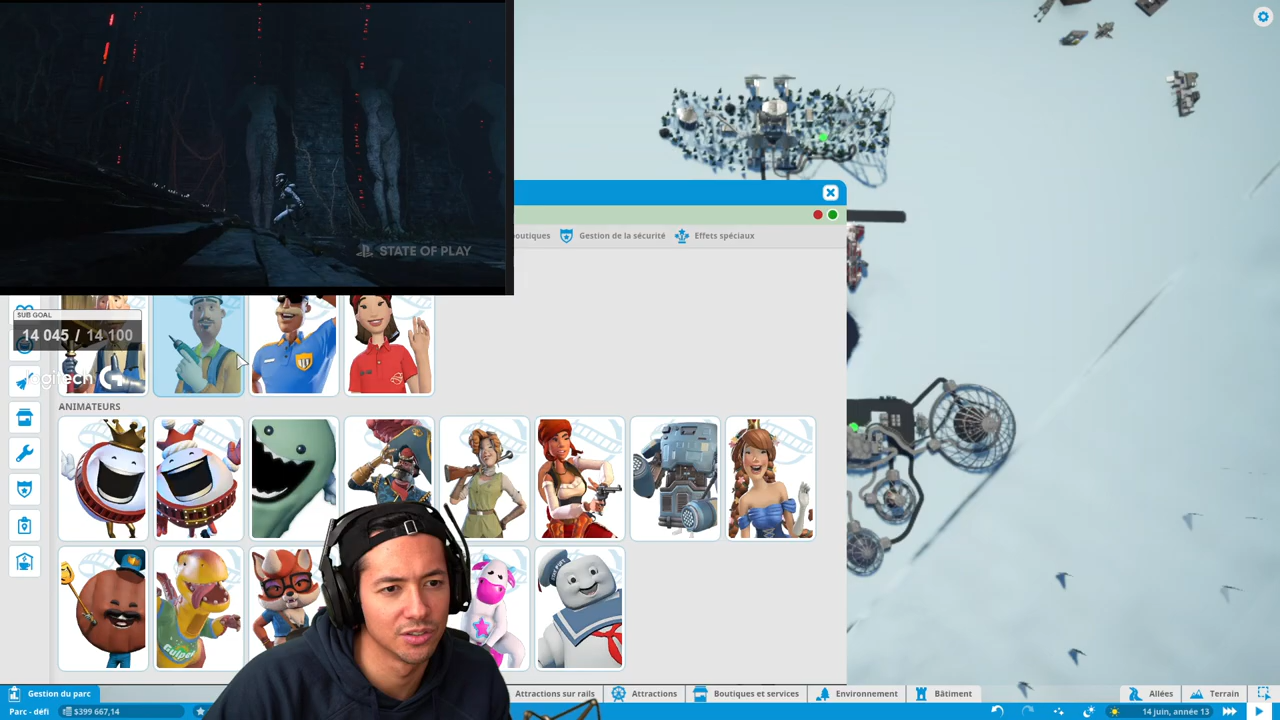 STATE OF PLAY
outiques
Gestion de la sécurité
Effets spéciaux
SUB GOAL
14 045 / 14 100
logitech G
ANIMATEURS
Gulpee
Gestion du parc
Attractions sur rails
Attractions
Boutiques et services
Environnement
Bâtiment
Allées
Terrain
Parc - défi
$399 667,14
14 juin, année 13